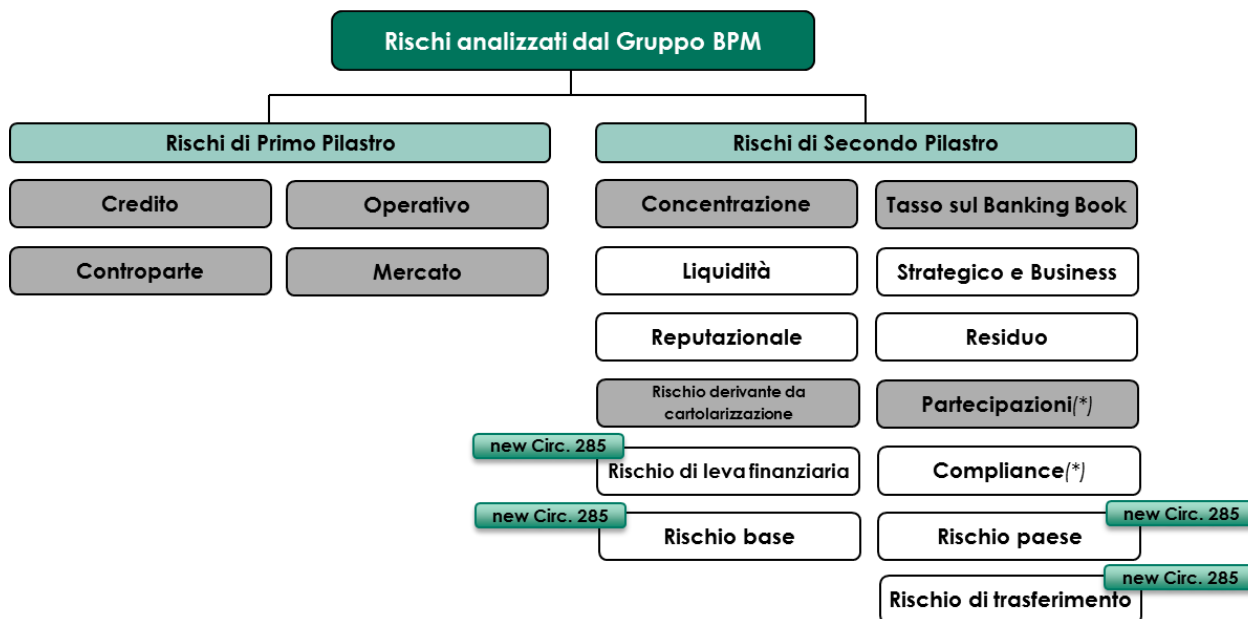 Rischi analizzati dal Gruppo BPM
Rischi di Primo Pilastro
Rischi di Secondo Pilastro
Credito
Operativo
Concentrazione
Tasso sul Banking Book
Controparte
Mercato
Liquidità
Strategico e Business
Reputazionale
Residuo
Rischio derivante da
cartolarizzazione
Partecipazioni(*)
new Circ. 285
Rischio di leva finanziaria
Compliance(*)
new Circ. 285
Rischio base
new Circ. 285
Rischio paese
new Circ. 285
Rischio di trasferimento